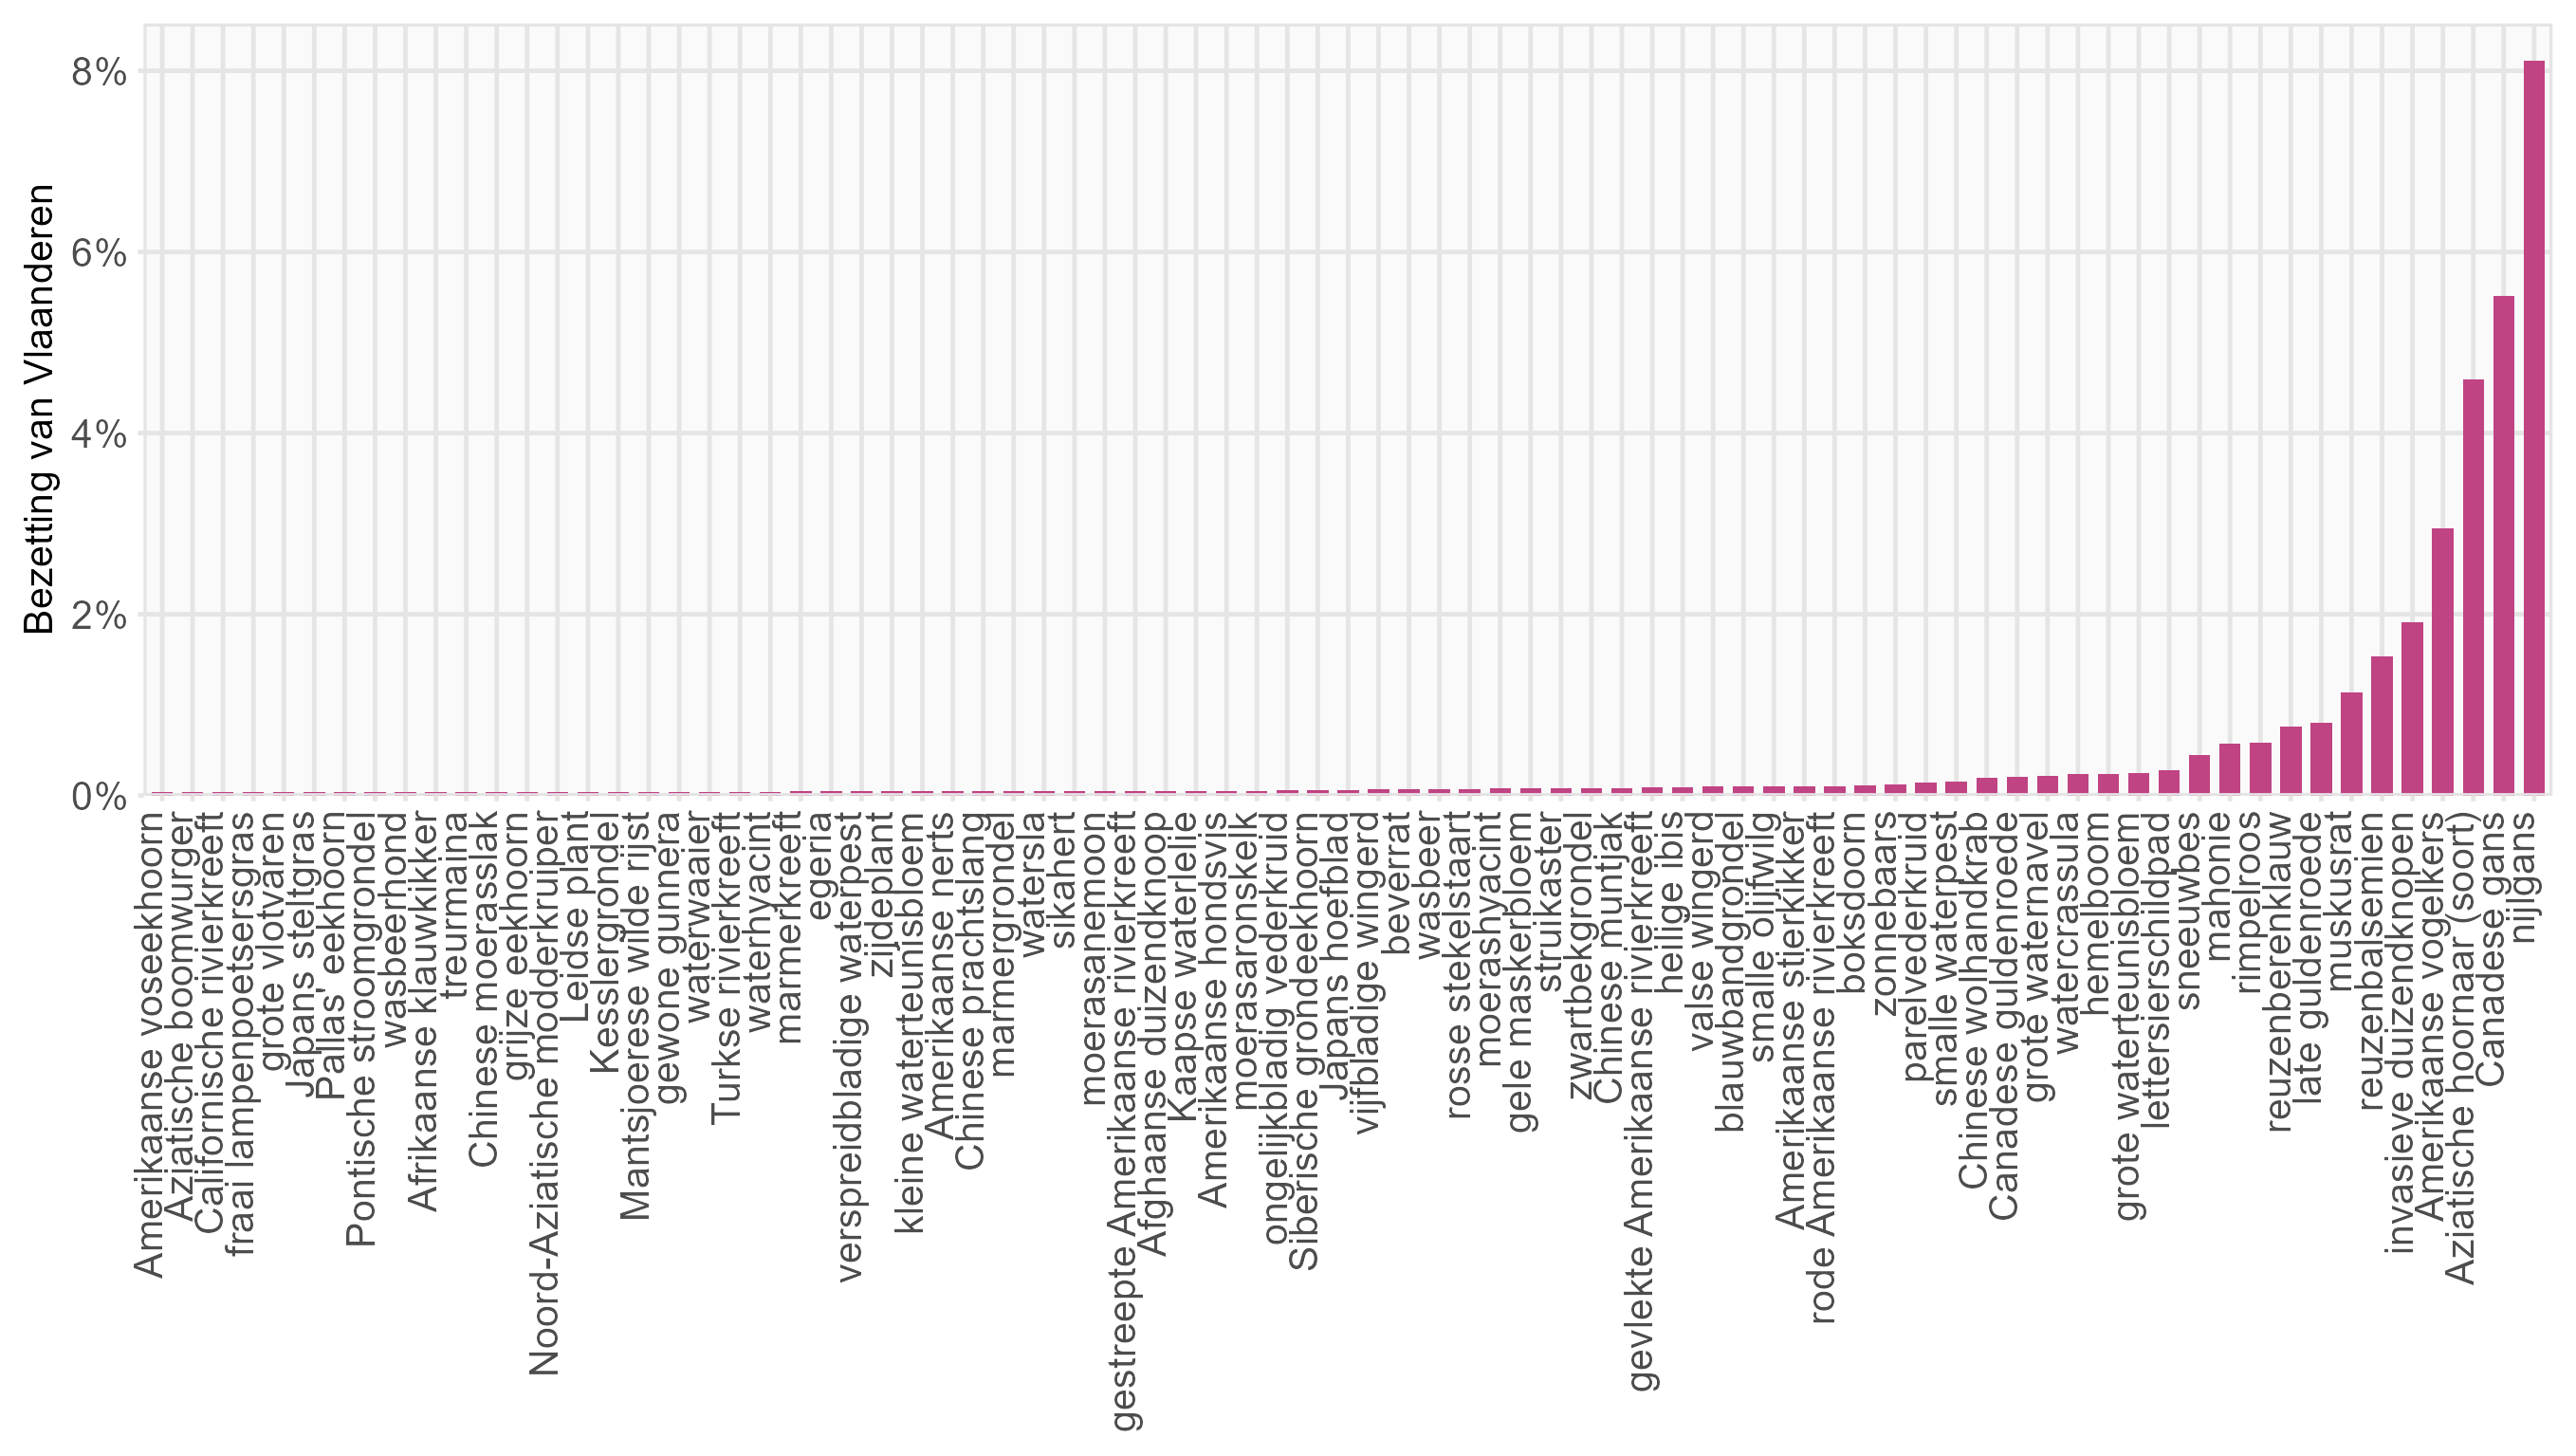 8%
6%
4%
2%
0%
Bezetting van Vlaanderen
Amerikaanse voseekhoorn
Aziatische boomwurger
Californische rivierkreeft
fraai lampenpoetsersgras
grote vlotvaren
Japans steltgras
Pallas' eekhoorn
Pontische stroomgrondel
wasbeerhond
Afrikaanse klauwkikker
treurmaina
Chinese moerasslak
grijze eekhoorn
Noord-Aziatische modderkruiper
Leidse plant
Kesslergrondel
Mantsjoerese wilde rijst
gewone gunnera
waterwaaier
Turkse rivierkreeft
waterhyacint
marmerkreeft
egeria
verspreidbladige waterpest
zijdeplant
kleine waterteunisbloem
Amerikaanse nerts
Chinese prachtslang
marmergrondel
watersla
sikahert
moerasanemoon
gestreepte Amerikaanse rivierkreeft
Afghaanse duizendknoop
Kaapse waterlelie
Amerikaanse hondsvis
moerasaronskelk
ongelijkbladig vederkruid
Siberische grondeekhoorn
Japans hoefblad
vijfbladige wingerd
beverrat
wasbeer
rosse stekelstaart
moerashyacint
gele maskerbloem
struikaster
zwartbekgrondel
Chinese muntjak
gevlekte Amerikaanse rivierkreeft
heilige ibis
valse wingerd
blauwbandgrondel
smalle olijfwilg
Amerikaanse stierkikker
rode Amerikaanse rivierkreeft
boksdoorn
zonnebaars
parelvederkruid
smalle waterpest
Chinese wolhandkrab
Canadese guldenroede
grote waternavel
watercrassula
hemelboom
grote waterteunisbloem
lettersierschildpad
sneeuwbes
mahonie
rimpelroos
reuzenberenklauw
late guldenroede
muskusrat
reuzenbalsemien
invasieve duizendknopen
Amerikaanse vogelkers
Aziatische hoornaar (soort)
Canadese gans
nijlgans